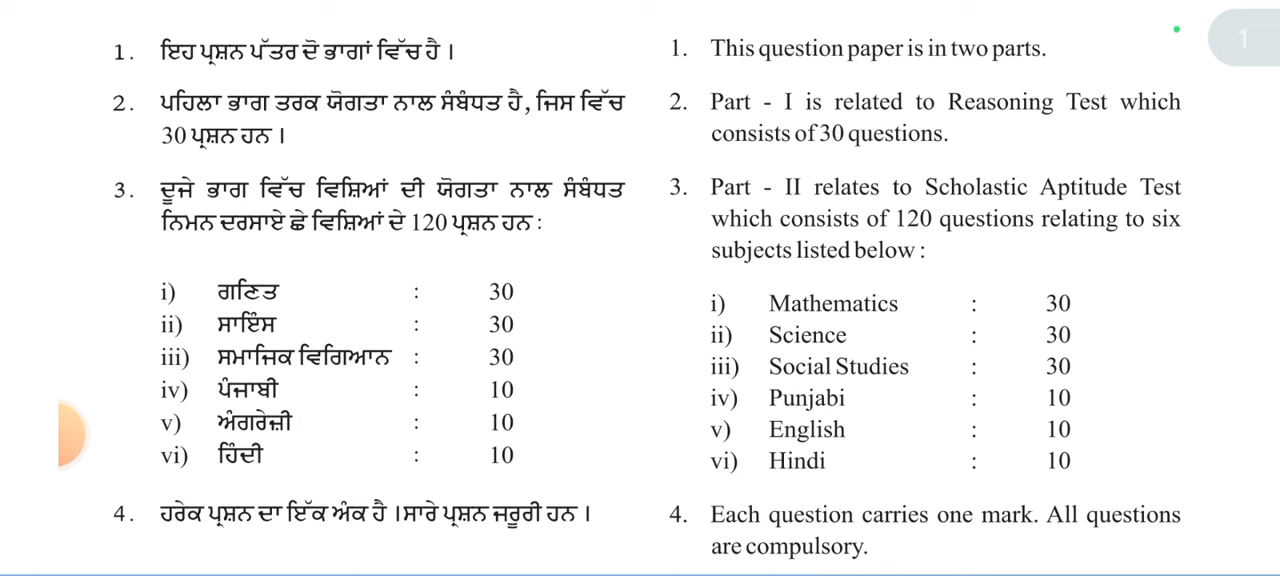 1. ਇਹ ਪ੍ਰਸ਼ਨ ਪੱਤਰ ਦੋ ਭਾਗਾਂ ਵਿੱਚ ਹੈ ।
2. ਪਹਿਲਾ ਭਾਗ ਤਰਕ ਯੋਗਤਾ ਨਾਲ ਸੰਬੰਧਤ ਹੈ, ਜਿਸ ਵਿੱਚ
30 ਪ੍ਰਸ਼ਨ ਹਨ ।
3. ਦੂਜੇ ਭਾਗ ਵਿੱਚ ਵਿਸ਼ਿਆਂ ਦੀ ਯੋਗਤਾ ਨਾਲ ਸੰਬੰਧਤ
ਨਿਮਨ ਦਰਸਾਏ ਛੇ ਵਿਸ਼ਿਆਂ ਦੇ 120 ਪ੍ਰਸ਼ਨ ਹਨ :
i) ਗਣਿਤ : 30
ii) ਸਾਇੰਸ : 30
iii) ਸਮਾਜਿਕ ਵਿਗਿਆਨ : 30
iv) ਪੰਜਾਬੀ : 10
v) ਅੰਗਰੇਜ਼ੀ : 10
vi) ਹਿੰਦੀ : 10
4. ਹਰੇਕ ਪ੍ਰਸ਼ਨ ਦਾ ਇੱਕ ਅੰਕ ਹੈ । ਸਾਰੇ ਪ੍ਰਸ਼ਨ ਜਰੂਰੀ ਹਨ ।
1. This question paper is in two parts.
2. Part - I is related to Reasoning Test which
consists of 30 questions.
3. Part - II relates to Scholastic Aptitude Test
which consists of 120 questions relating to six
subjects listed below :
i) Mathematics : 30
ii) Science : 30
iii) Social Studies : 30
iv) Punjabi : 10
v) English : 10
vi) Hindi : 10
4. Each question carries one mark. All questions
are compulsory.
1